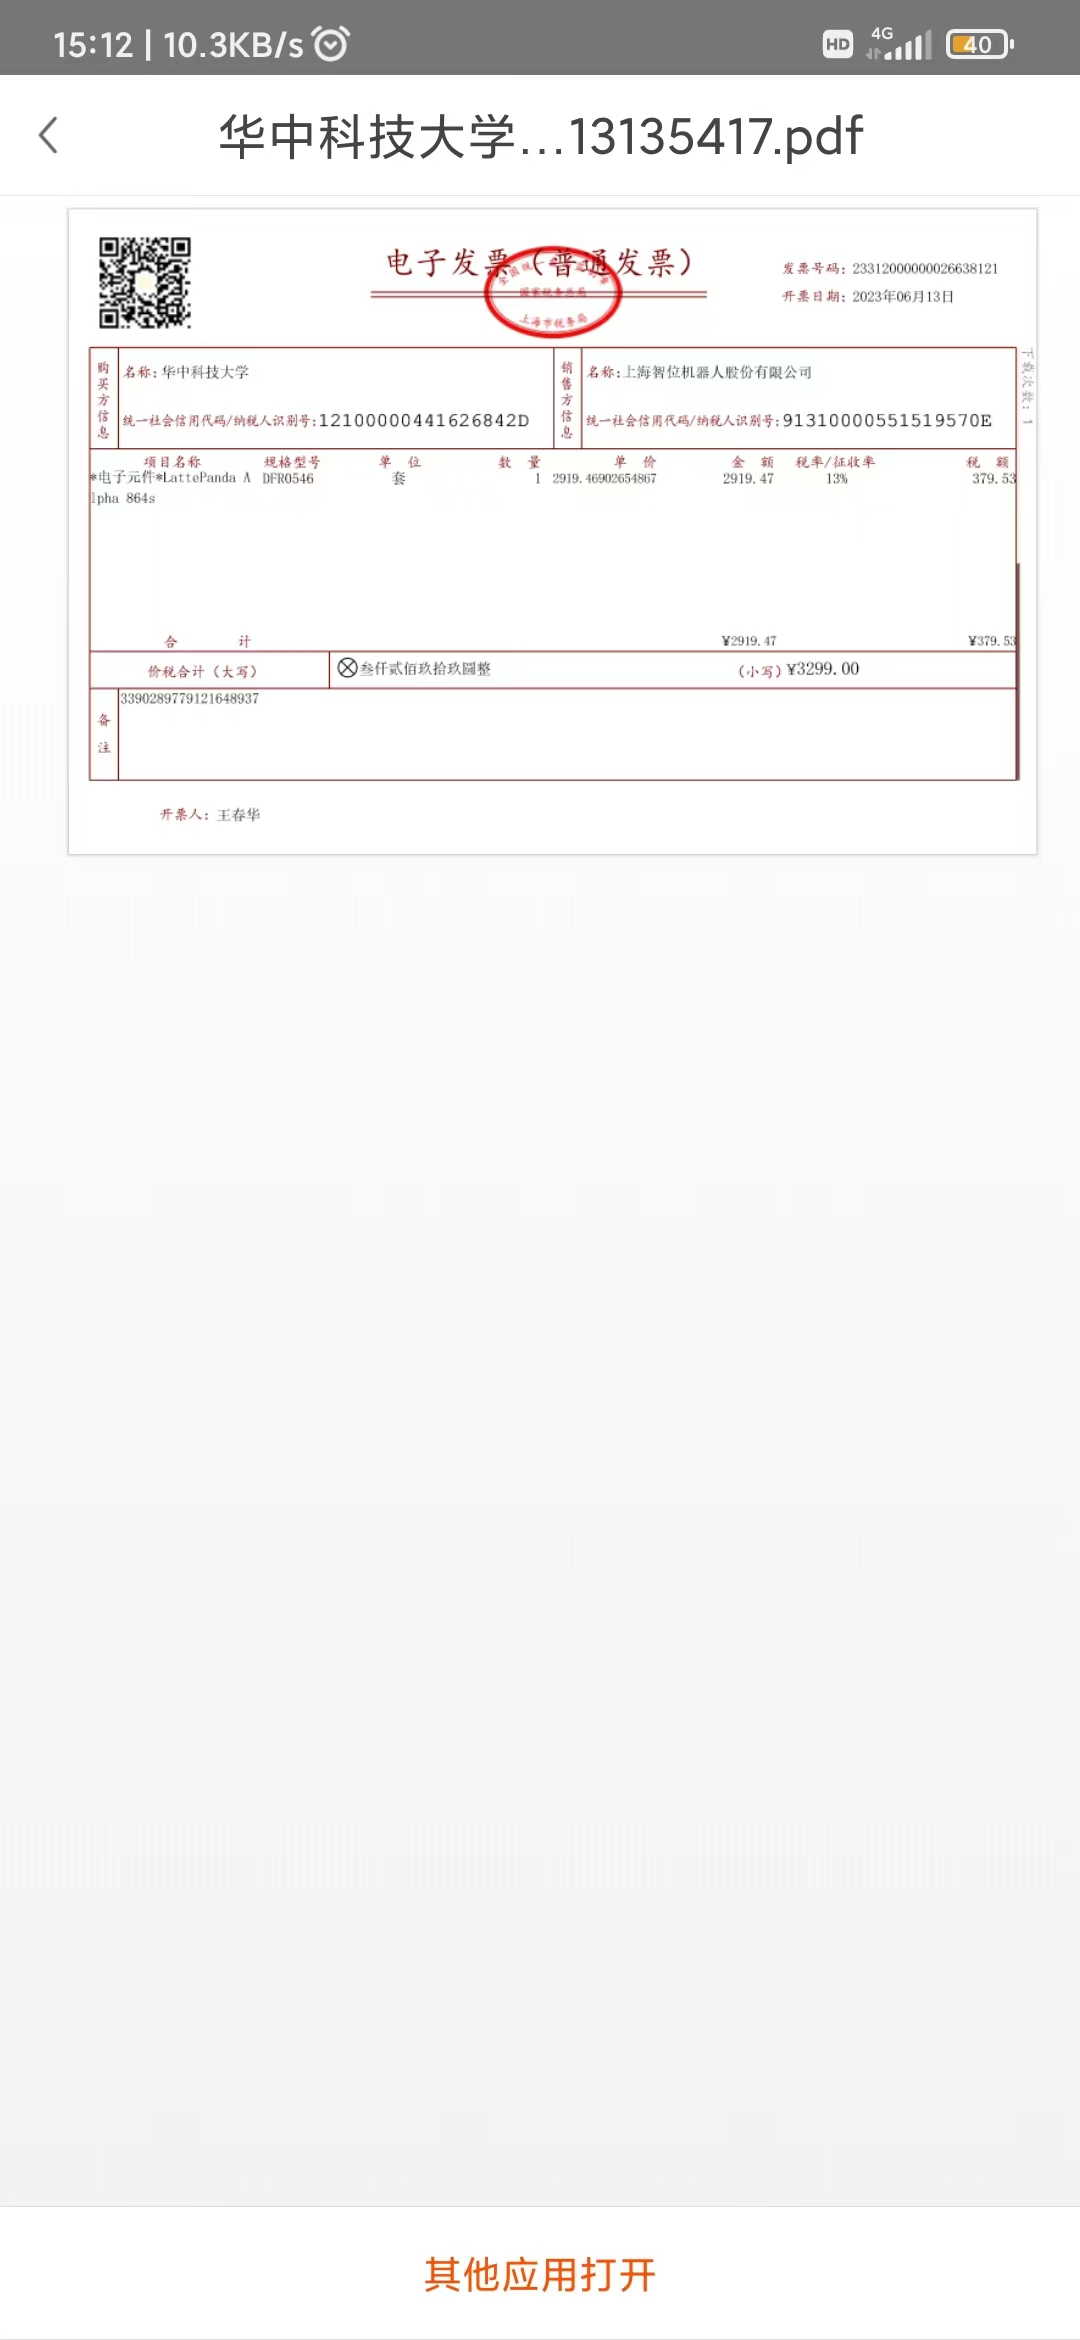 15:12 | 10.3KB/s
HD 4G 40
华中科技大学...13135417.pdf
电子发票（普通发票）
全国统一发票监制章
国家税务总局
上海市税务局
发票号码：23312000000026638121
开票日期：2023年06月13日
下载次数：1
购买方信息
名称：华中科技大学
统一社会信用代码/纳税人识别号：12100000441626842D
销售方信息
名称：上海智位机器人股份有限公司
统一社会信用代码/纳税人识别号：91310000551519570E
项目名称 规格型号 单位 数量 单价 金额 税率/征收率 税额
*电子元件*LattePanda A DFR0546 套 1 2919.46902654867 2919.47 13% 379.53
lpha 864s
合计 ¥2919.47 ¥379.53
价税合计（大写） ⊗叁仟贰佰玖拾玖圆整 （小写）¥3299.00
备注
3390289779121648937
开票人：王春华
其他应用打开